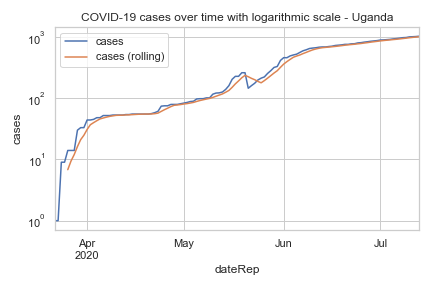 COVID-19 cases over time with logarithmic scale - Uganda
cases
cases (rolling)
10³
10²
10¹
10⁰
cases
Apr
2020
May
Jun
Jul
dateRep